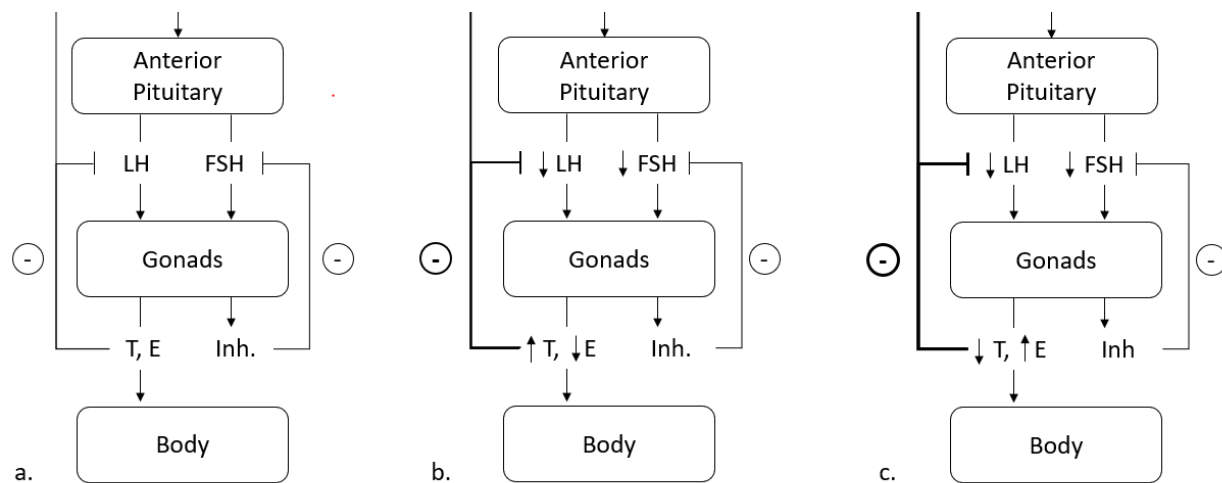 Anterior
Pituitary
LH FSH
- Gonads -
T, E Inh.
Body
a.
Anterior
Pituitary
↓ LH ↓ FSH
- Gonads -
↑ T, ↓ E Inh.
Body
b.
Anterior
Pituitary
↓ LH ↓ FSH
- Gonads -
↓ T, ↑ E Inh
Body
c.